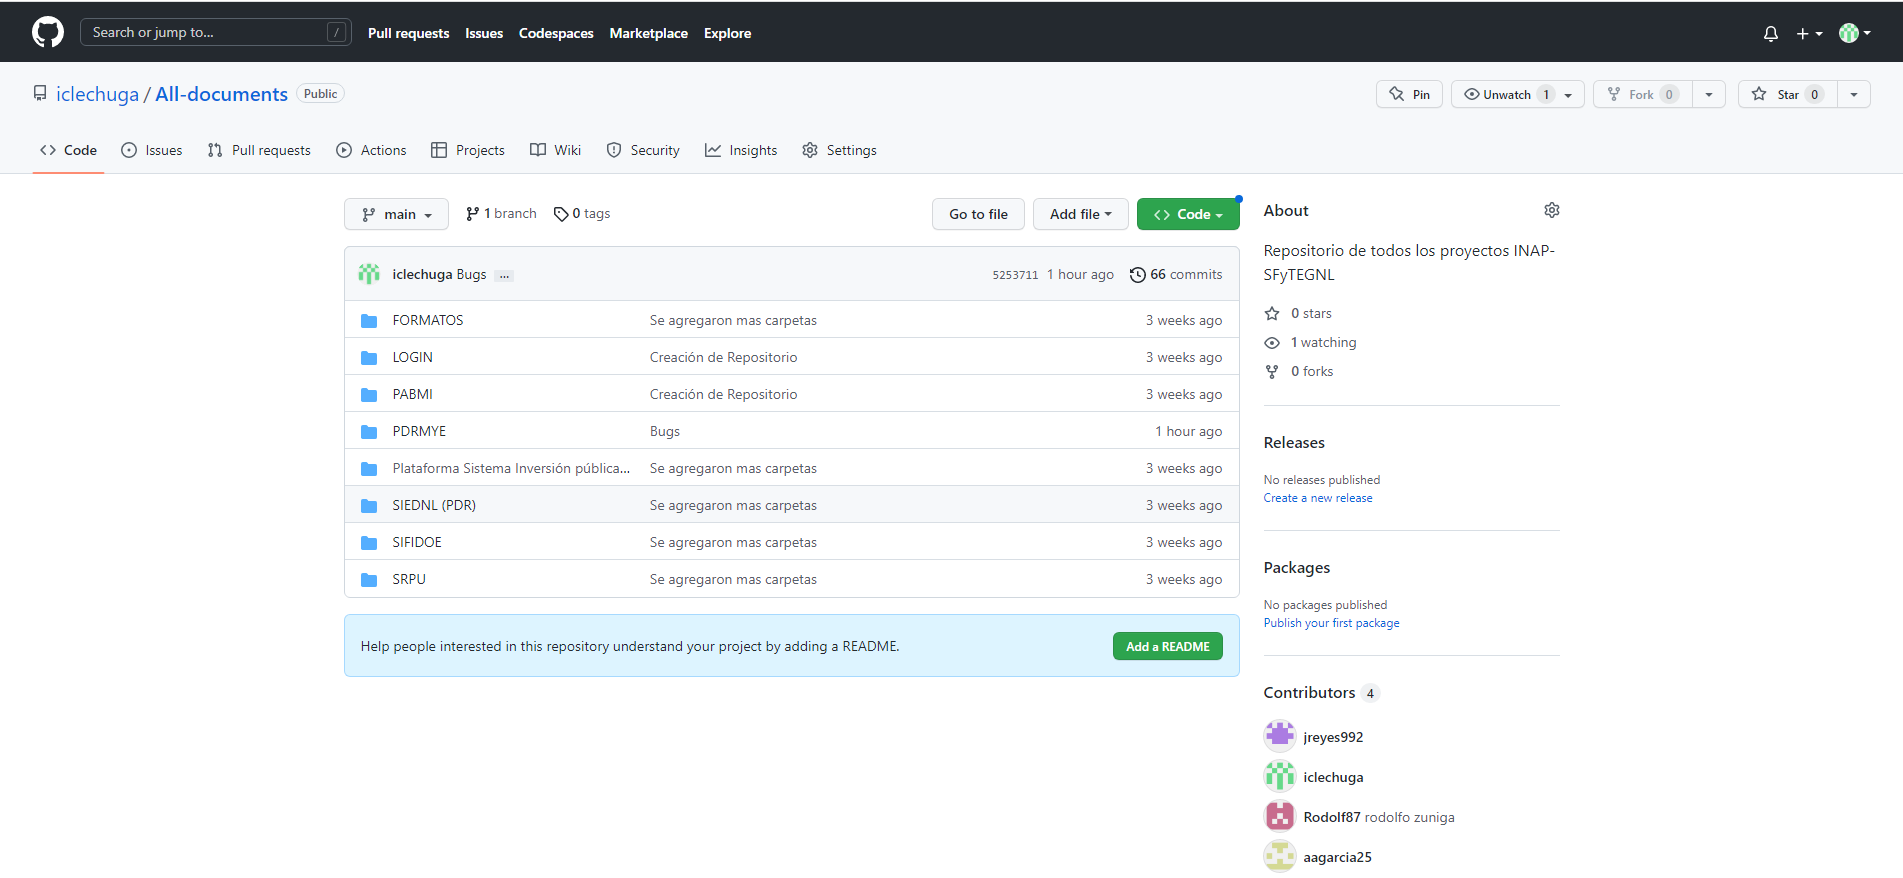 Search or jump to... / Pull requests Issues Codespaces Marketplace Explore
iclechuga / All-documents Public Pin Unwatch 1 Fork 0 Star 0
Code Issues Pull requests Actions Projects Wiki Security Insights Settings
main 1 branch 0 tags Go to file Add file Code
iclechuga Bugs ... 5253711 1 hour ago 66 commits
FORMATOS Se agregaron mas carpetas 3 weeks ago
LOGIN Creación de Repositorio 3 weeks ago
PABMI Creación de Repositorio 3 weeks ago
PDRMYE Bugs 1 hour ago
Plataforma Sistema Inversión pública... Se agregaron mas carpetas 3 weeks ago
SIEDNL (PDR) Se agregaron mas carpetas 3 weeks ago
SIFIDOE Se agregaron mas carpetas 3 weeks ago
SRPU Se agregaron mas carpetas 3 weeks ago
Help people interested in this repository understand your project by adding a README. Add a README
About
Repositorio de todos los proyectos INAP-
SFyTEGNL
0 stars
1 watching
0 forks
Releases
No releases published
Create a new release
Packages
No packages published
Publish your first package
Contributors 4
jreyes992
iclechuga
Rodolf87 rodolfo zuniga
aagarcia25